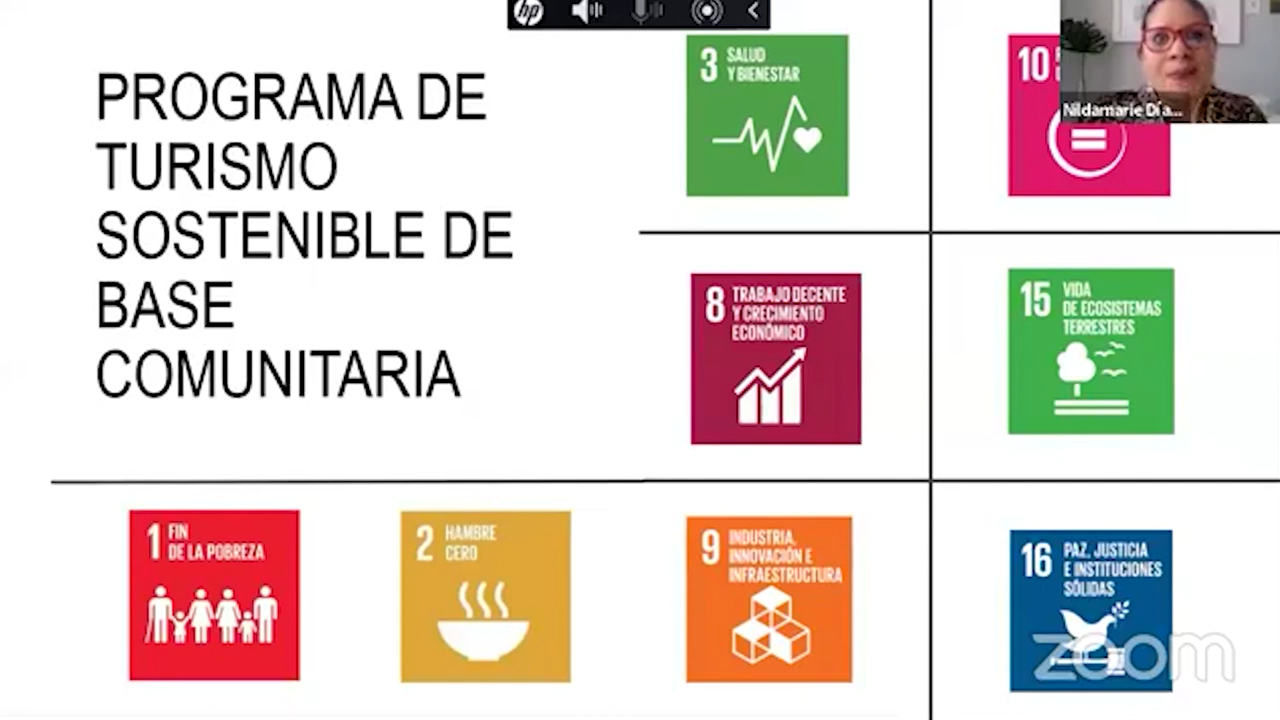 hp
PROGRAMA DE
TURISMO
SOSTENIBLE DE
BASE
COMUNITARIA
3 SALUD
Y BIENESTAR
10
Nildamarie Día...
8 TRABAJO DECENTE
Y CRECIMIENTO
ECONÓMICO
15 VIDA
DE ECOSISTEMAS
TERRESTRES
1 FIN
DE LA POBREZA
2 HAMBRE
CERO
9 INDUSTRIA,
INNOVACIÓN E
INFRAESTRUCTURA
16 PAZ, JUSTICIA
E INSTITUCIONES
SÓLIDAS
zoom